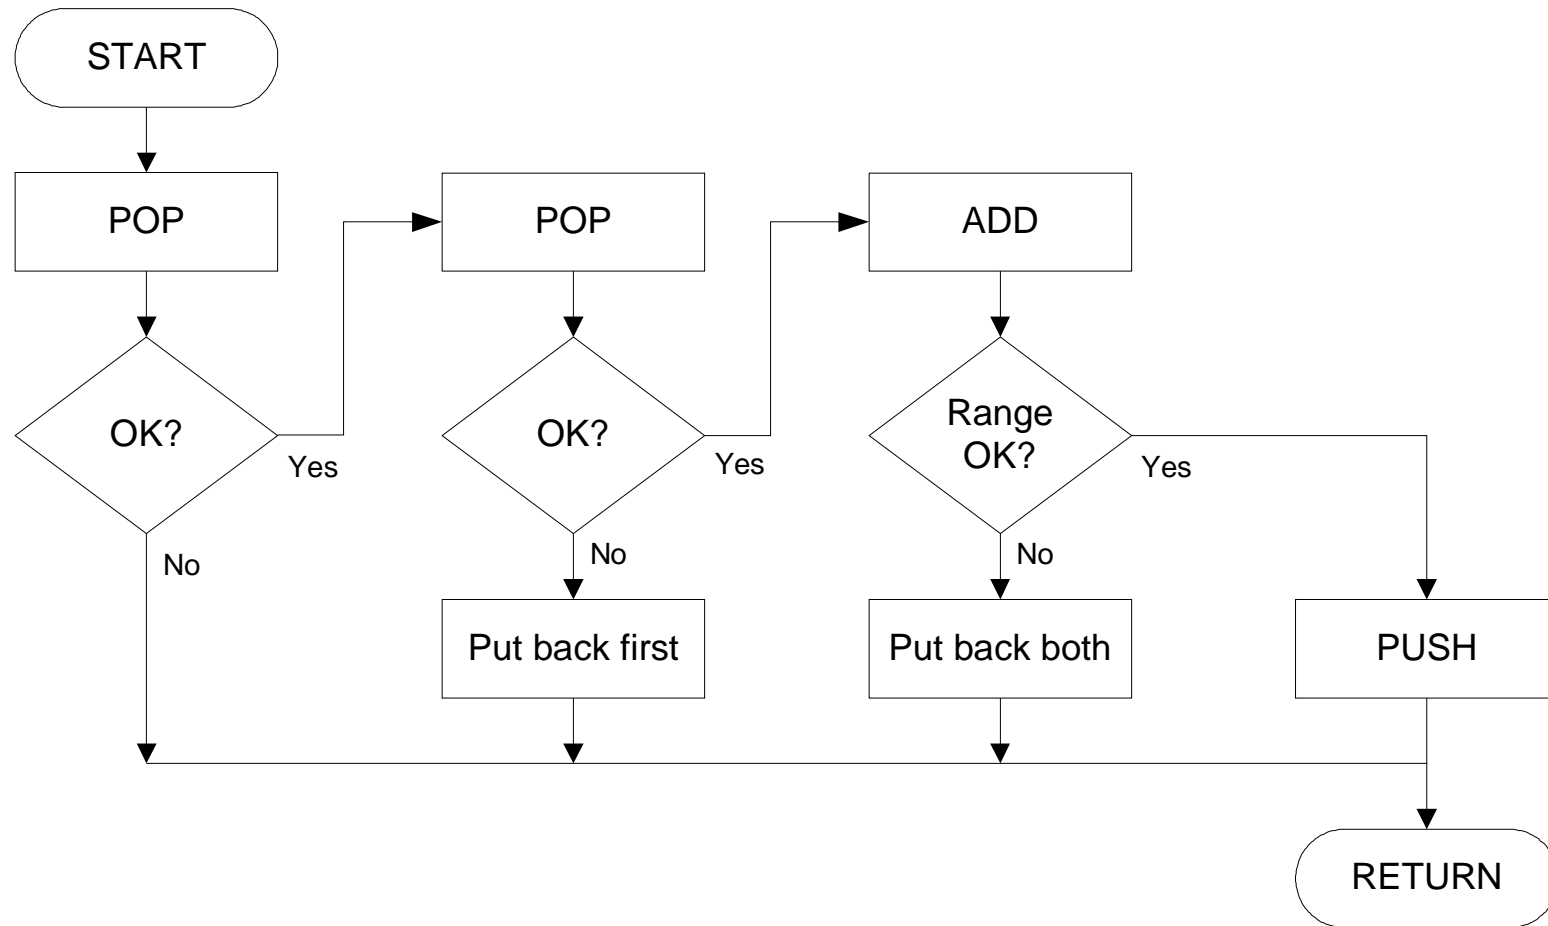 START
POP
POP
ADD
OK?
Yes
OK?
Yes
Range
OK?
Yes
No
No
No
Put back first
Put back both
PUSH
RETURN